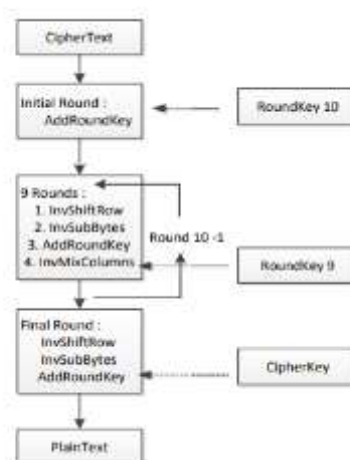 CipherText
Initial Round :
AddRoundKey
RoundKey 10
9 Rounds :
1. InvShiftRow
2. InvSubBytes
3. AddRoundKey
4. InvMixColumns
Round 10 -1
RoundKey 9
Final Round :
InvShiftRow
InvSubBytes
AddRoundKey
CipherKey
PlainText